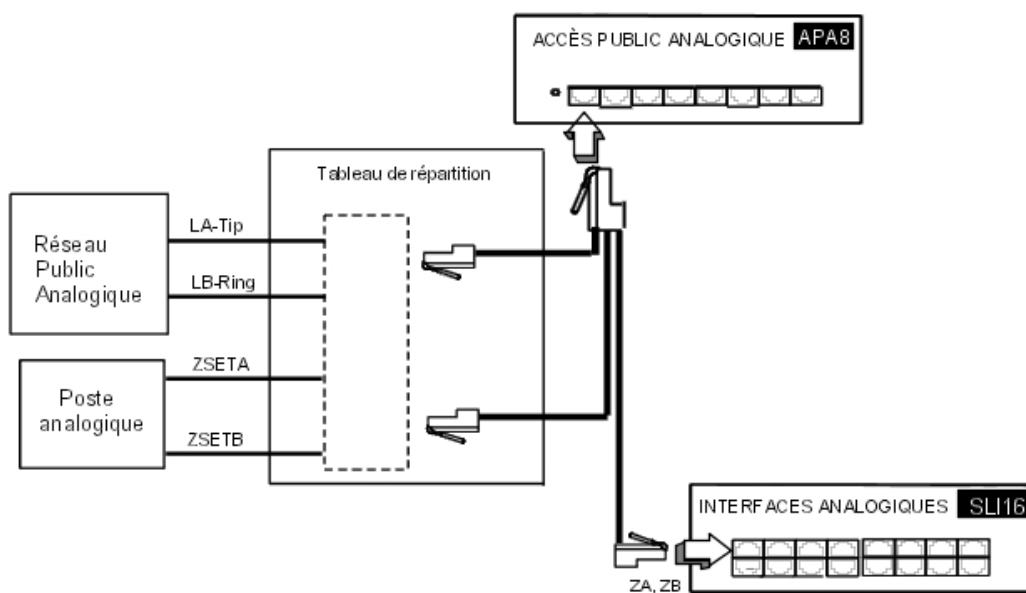 ACCÈS PUBLIC ANALOGIQUE APA8
Tableau de répartition
Réseau
Public
Analogique
LA-Tip
LB-Ring
ZSETA
Poste
analogique
ZSETB
INTERFACES ANALOGIQUES SLI16
ZA, ZB